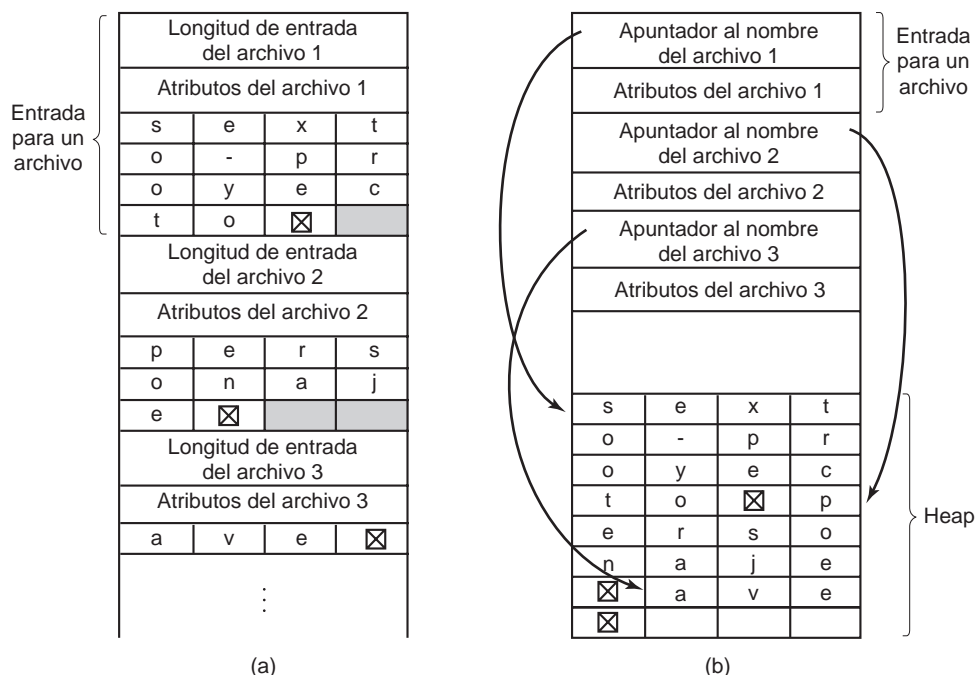 Entrada
para un
archivo
Longitud de entrada
del archivo 1
Atributos del archivo 1
s e x t
o - p r
o y e c
t o ☒
Longitud de entrada
del archivo 2
Atributos del archivo 2
p e r s
o n a j
e ☒
Longitud de entrada
del archivo 3
Atributos del archivo 3
a v e ☒
⋮
(a)
Apuntador al nombre
del archivo 1
Atributos del archivo 1
Apuntador al nombre
del archivo 2
Atributos del archivo 2
Apuntador al nombre
del archivo 3
Atributos del archivo 3
s e x t
o - p r
o y e c
t o ☒ p
e r s o
n a j e
☒ a v e
☒
Entrada
para un
archivo
Heap
(b)